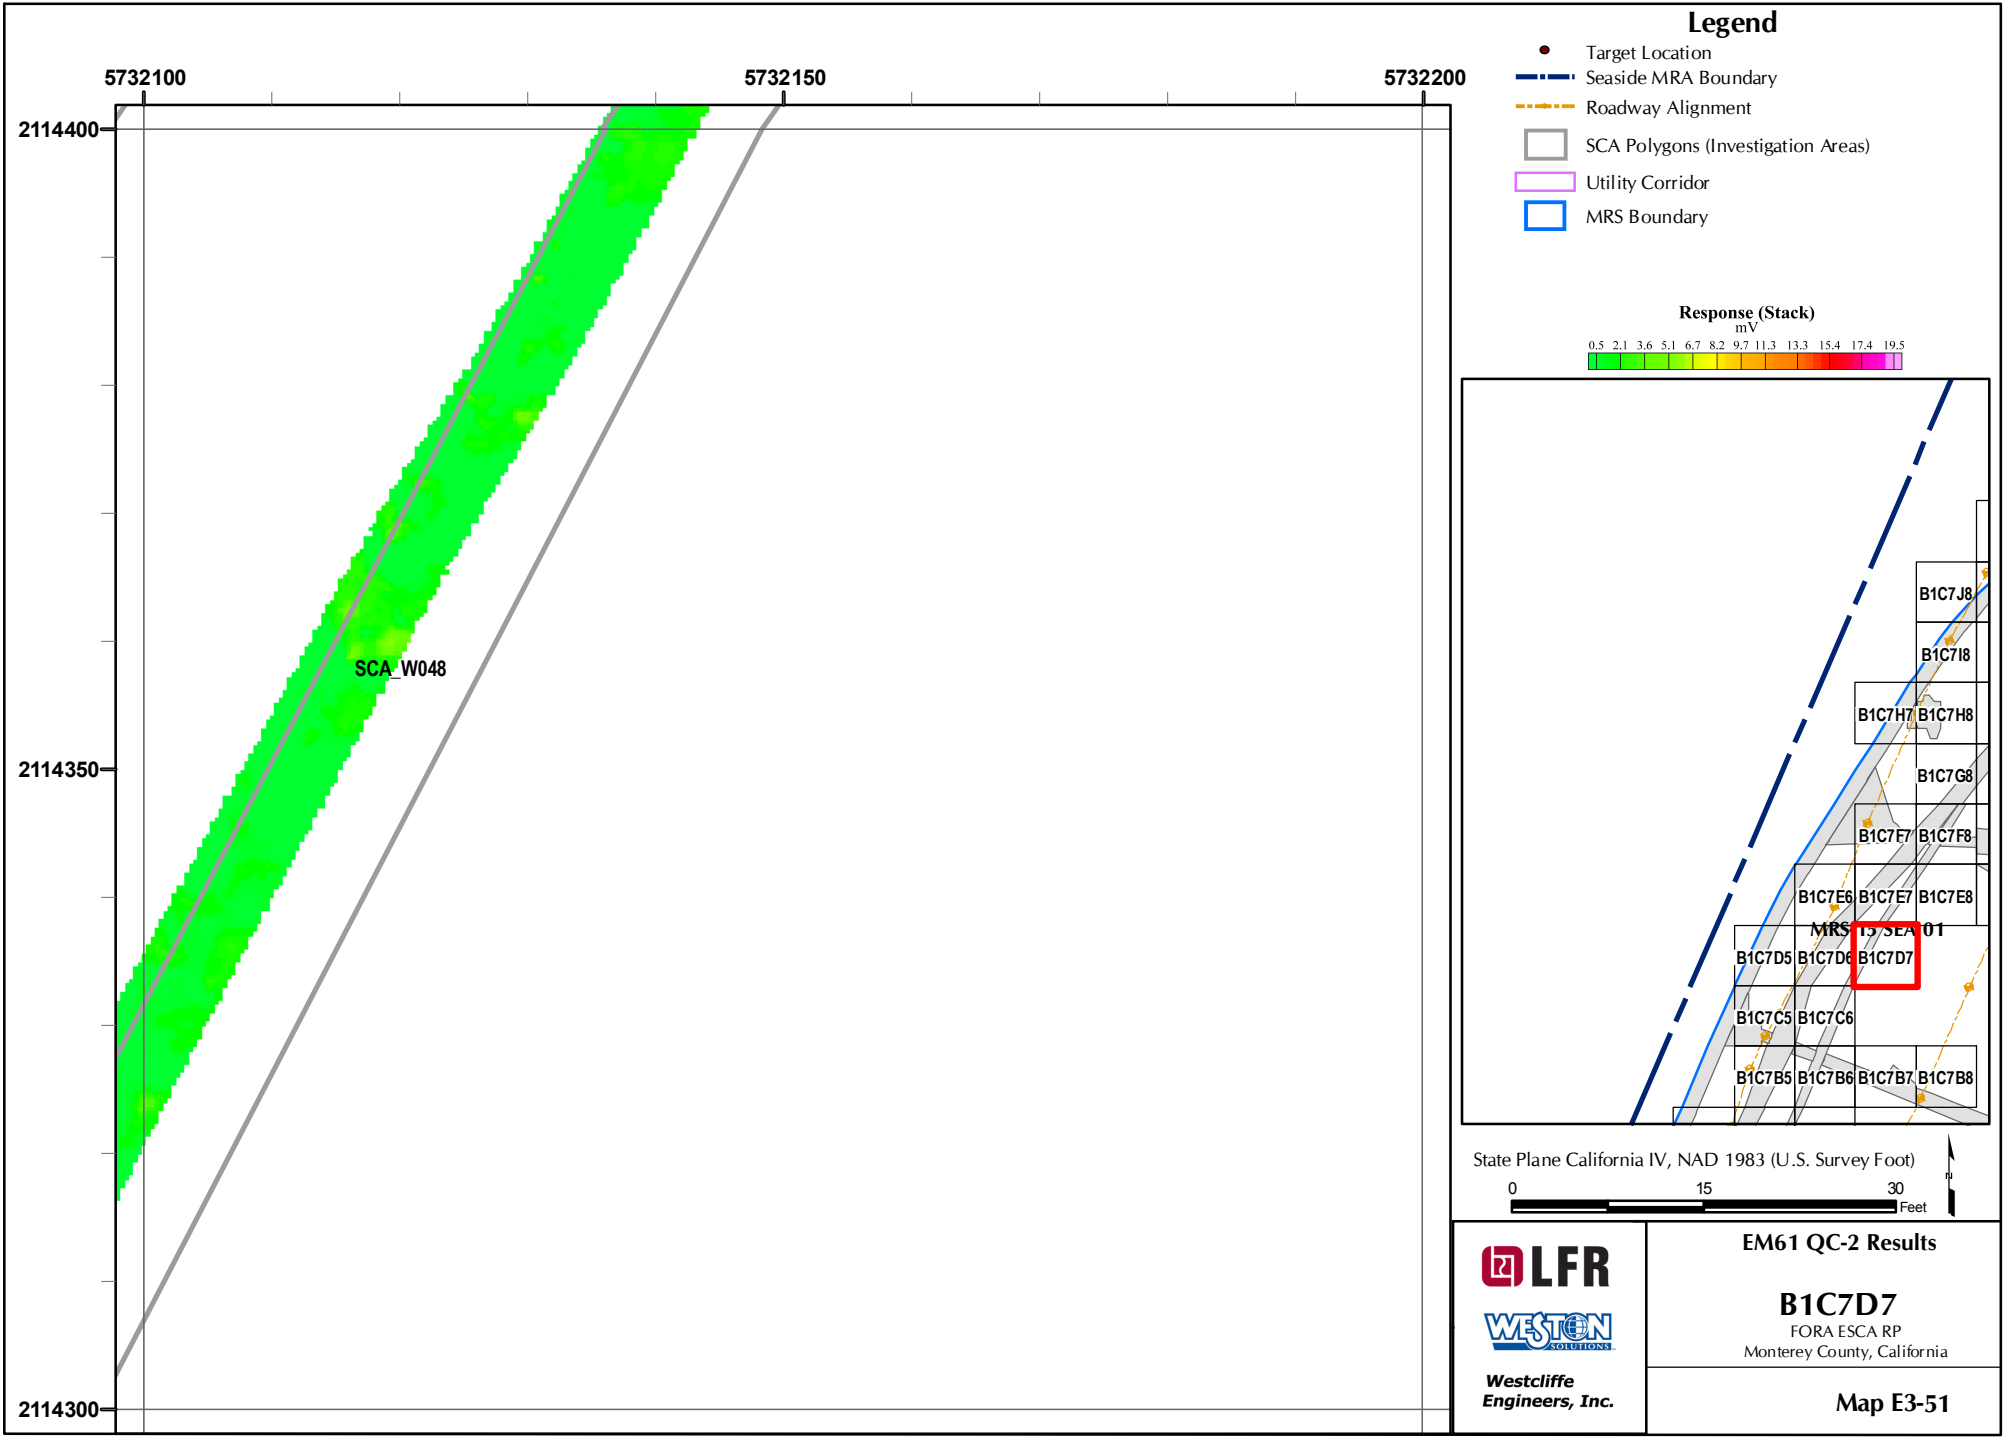 Legend
Target Location
Seaside MRA Boundary
Roadway Alignment
SCA Polygons (Investigation Areas)
Utility Corridor
MRS Boundary
5732100 5732150 5732200
2114400
2114350
2114300
SCA_W048
Response (Stack)
mV
0.5 2.1 3.6 5.1 6.7 8.2 9.7 11.3 13.3 15.4 17.4 19.5
B1C7J8
B1C7I8
B1C7H7 B1C7H8
B1C7G8
B1C7F7 B1C7F8
B1C7E6 B1C7E7 B1C7E8
MRS-15 SEA 01
B1C7D5 B1C7D6 B1C7D7
B1C7C5 B1C7C6
B1C7B5 B1C7B6 B1C7B7 B1C7B8
State Plane California IV, NAD 1983 (U.S. Survey Foot)
N
0 15 30
Feet
LFR
WESTON
SOLUTIONS
Westcliffe
Engineers, Inc.
EM61 QC-2 Results
B1C7D7
FORA ESCA RP
Monterey County, California
Map E3-51